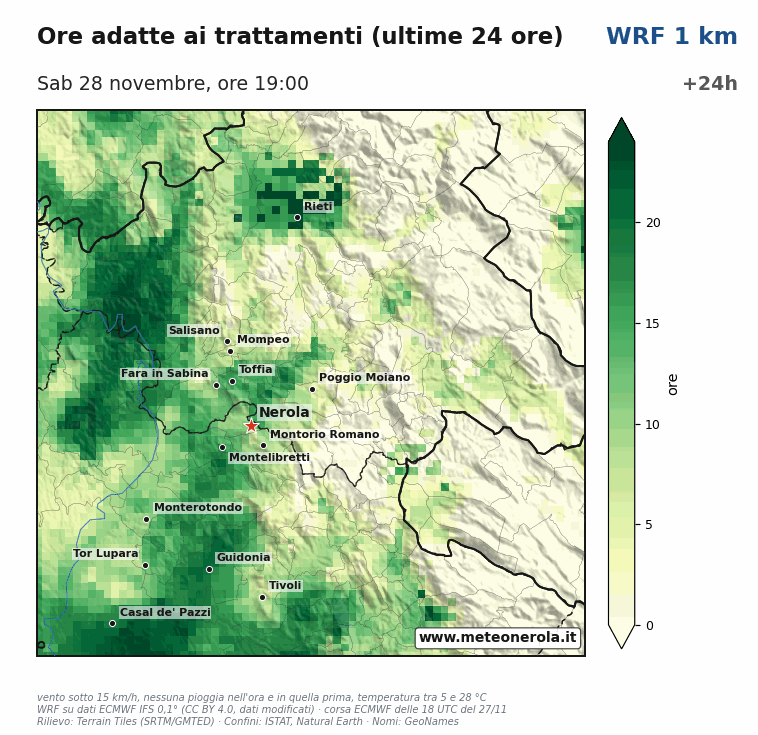 Ore adatte ai trattamenti (ultime 24 ore)
WRF 1 km
Sab 28 novembre, ore 19:00
+24h
Rieti
Salisano
Mompeo
Fara in Sabina
Toffia
Poggio Moiano
Nerola
Montorio Romano
Montelibretti
Monterotondo
Tor Lupara
Guidonia
Tivoli
Casal de' Pazzi
www.meteonerola.it
20
15
10
5
0
ore
vento sotto 15 km/h, nessuna pioggia nell'ora e in quella prima, temperatura tra 5 e 28 °C
WRF su dati ECMWF IFS 0,1° (CC BY 4.0, dati modificati) · corsa ECMWF delle 18 UTC del 27/11
Rilievo: Terrain Tiles (SRTM/GMTED) · Confini: ISTAT, Natural Earth · Nomi: GeoNames